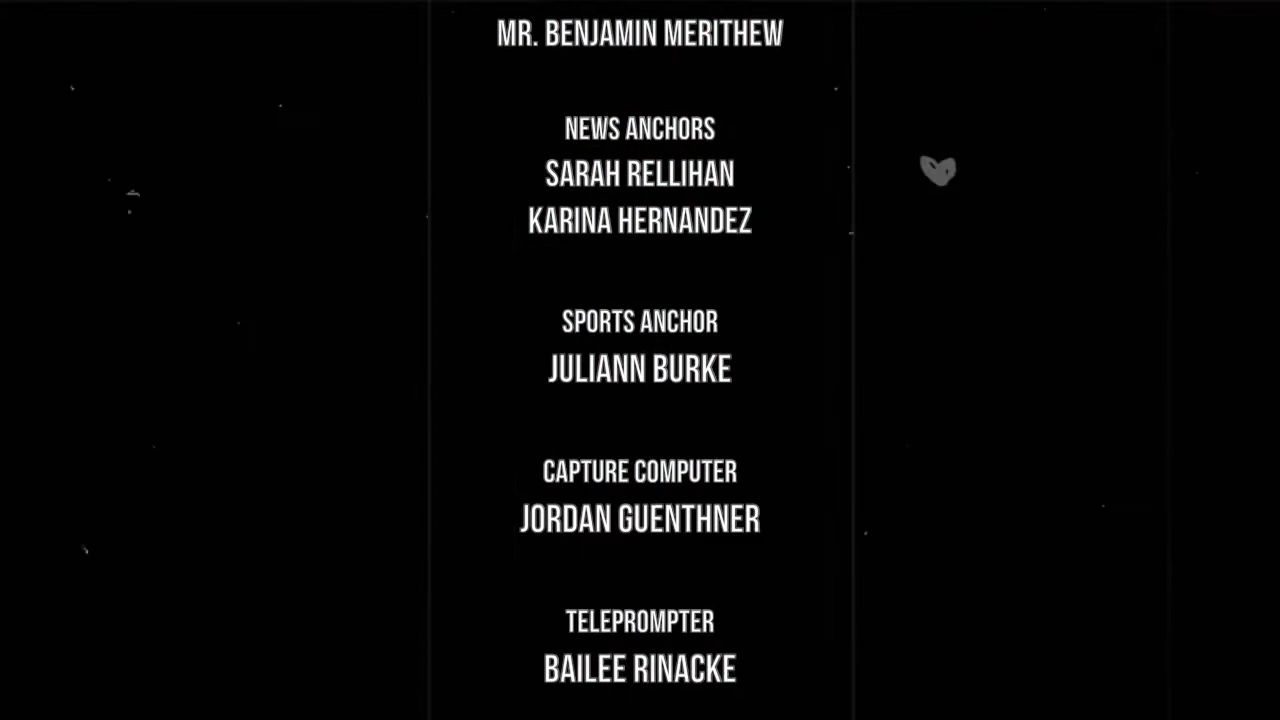 MR. BENJAMIN MERITHEW
NEWS ANCHORS
SARAH RELLIHAN
KARINA HERNANDEZ
SPORTS ANCHOR
JULIANN BURKE
CAPTURE COMPUTER
JORDAN GUENTHNER
TELEPROMPTER
BAILEE RINACKE